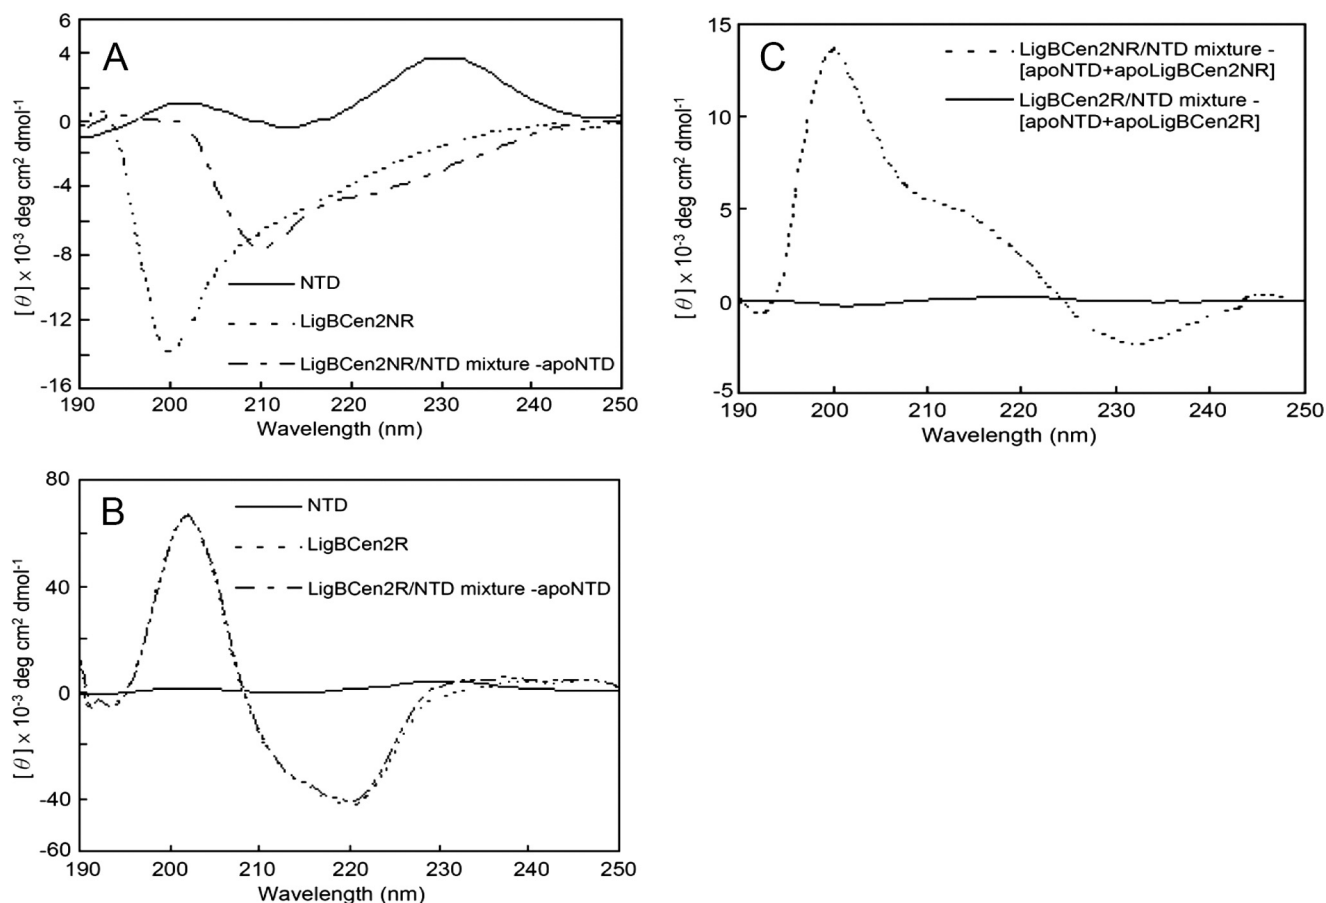 A
6
4
0
-4
-8
-12
-16
[θ] x 10⁻³ deg cm² dmol⁻¹
NTD
LigBCen2NR
LigBCen2NR/NTD mixture -apoNTD
190 200 210 220 230 240 250
Wavelength (nm)
C
15
10
5
0
-5
[θ] x 10⁻³ deg cm² dmol⁻¹
LigBCen2NR/NTD mixture -
[apoNTD+apoLigBCen2NR]
LigBCen2R/NTD mixture -
[apoNTD+apoLigBCen2R]
190 200 210 220 230 240 250
Wavelength (nm)
B
80
40
0
-40
-60
[θ] x 10⁻³ deg cm² dmol⁻¹
NTD
LigBCen2R
LigBCen2R/NTD mixture -apoNTD
190 200 210 220 230 240 250
Wavelength (nm)